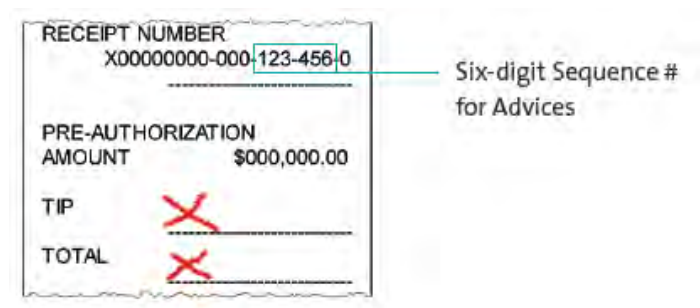 RECEIPT NUMBER
X00000000-000-123-456-0
Six-digit Sequence #
for Advices
PRE-AUTHORIZATION
AMOUNT $000,000.00
TIP
TOTAL